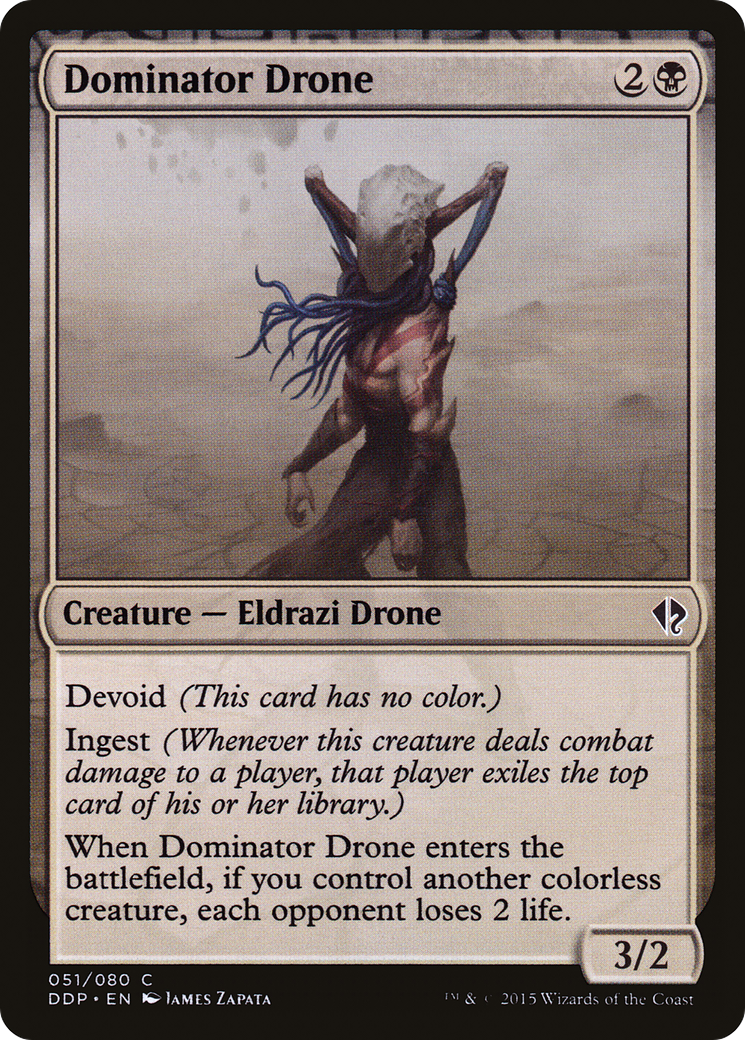 Dominator Drone 2
Creature — Eldrazi Drone
Devoid (This card has no color.)
Ingest (Whenever this creature deals combat
damage to a player, that player exiles the top
card of his or her library.)
When Dominator Drone enters the
battlefield, if you control another colorless
creature, each opponent loses 2 life.
3/2
051/080 C
DDP • EN James Zapata
™ & © 2015 Wizards of the Coast